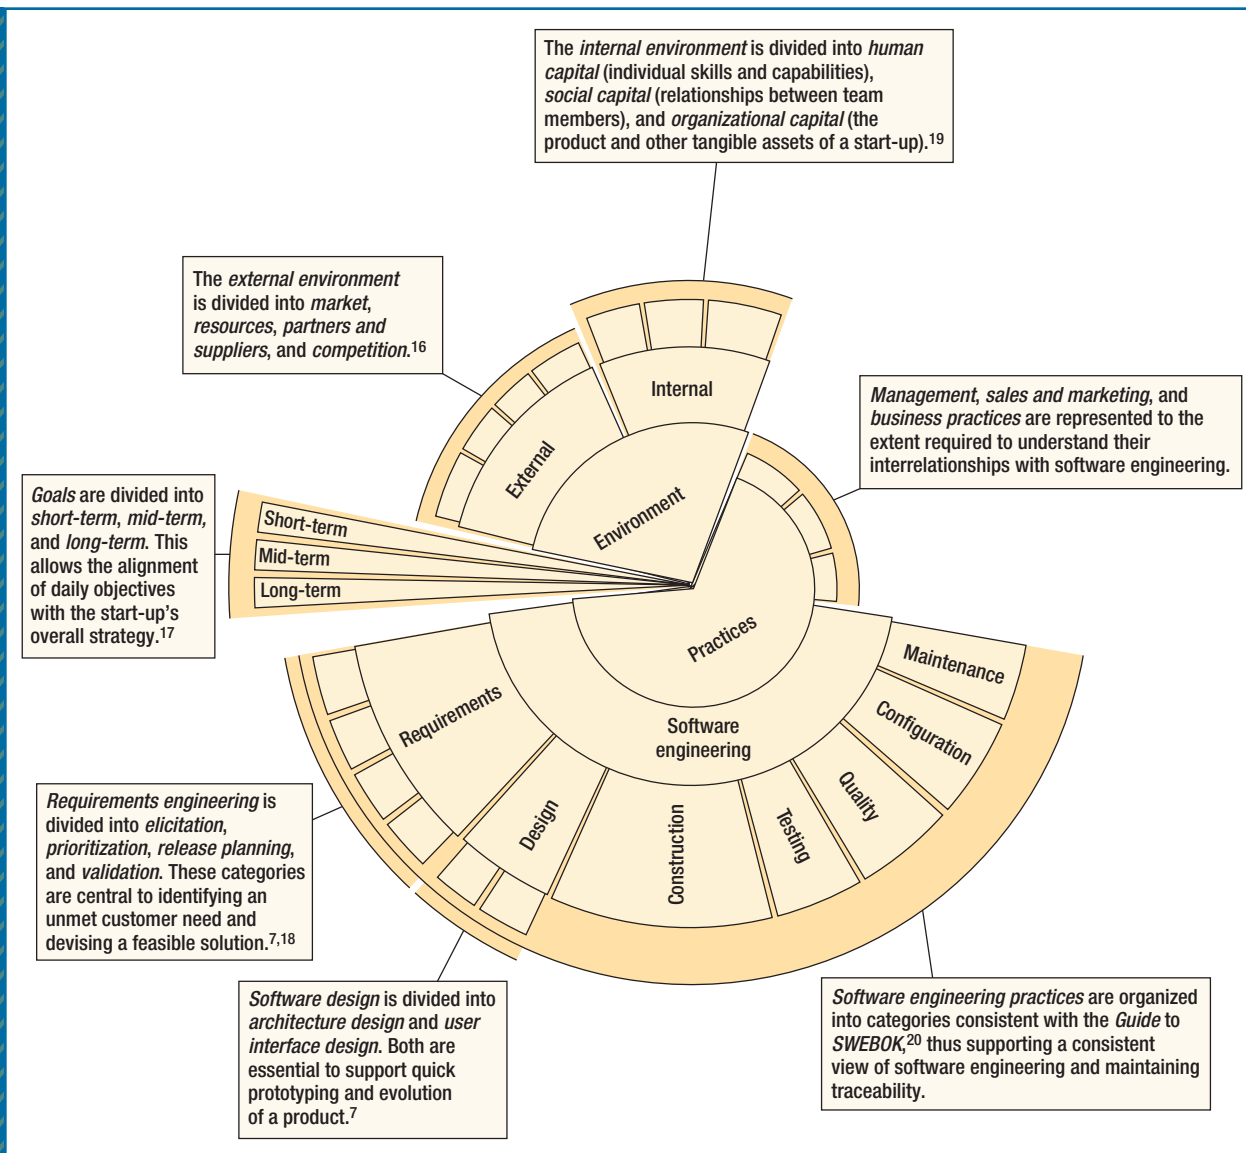 The internal environment is divided into human
capital (individual skills and capabilities),
social capital (relationships between team
members), and organizational capital (the
product and other tangible assets of a start-up).19
The external environment
is divided into market,
resources, partners and
suppliers, and competition.16
Management, sales and marketing, and
business practices are represented to the
extent required to understand their
interrelationships with software engineering.
Goals are divided into
short-term, mid-term,
and long-term. This
allows the alignment
of daily objectives
with the start-up's
overall strategy.17
Internal
External
Environment
Short-term
Mid-term
Long-term
Practices
Software
engineering
Requirements
Design
Construction
Testing
Quality
Configuration
Maintenance
Requirements engineering is
divided into elicitation,
prioritization, release planning,
and validation. These categories
are central to identifying an
unmet customer need and
devising a feasible solution.7,18
Software design is divided into
architecture design and user
interface design. Both are
essential to support quick
prototyping and evolution
of a product.7
Software engineering practices are organized
into categories consistent with the Guide to
SWEBOK,20 thus supporting a consistent
view of software engineering and maintaining
traceability.